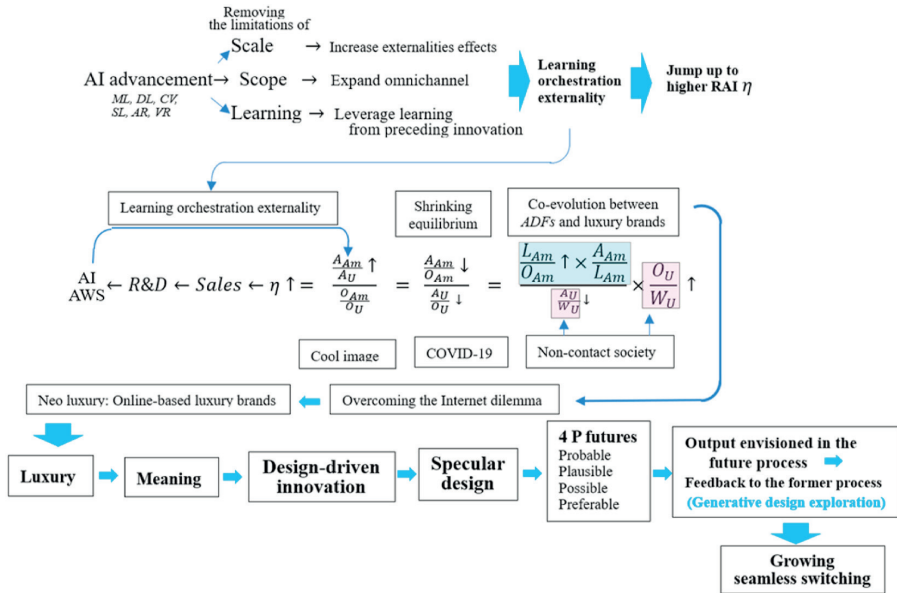 Removing
the limitations of
Scale → Increase externalities effects
AI advancement → Scope → Expand omnichannel
ML, DL, CV,
SL, AR, VR
Learning → Leverage learning
from preceding innovation
Learning
orchestration
externality
Jump up to
higher RAI η
Learning orchestration externality
Shrinking
equilibrium
Co-evolution between
ADFs and luxury brands
AI
AWS ← R&D ← Sales ← η ↑ = (A_Am/A_U ↑)/(O_Am/O_U) = (A_Am/O_Am ↓)/(A_U/O_U ↓) = (L_Am/O_Am ↑ × A_Am/L_Am)/(A_U/W_U ↓) × O_U/W_U ↑
Cool image
COVID-19
Non-contact society
Neo luxury: Online-based luxury brands
Overcoming the Internet dilemma
Luxury
Meaning
Design-driven
innovation
Specular
design
4 P futures
Probable
Plausible
Possible
Preferable
Output envisioned in the
future process
Feedback to the former process
(Generative design exploration)
Growing
seamless switching